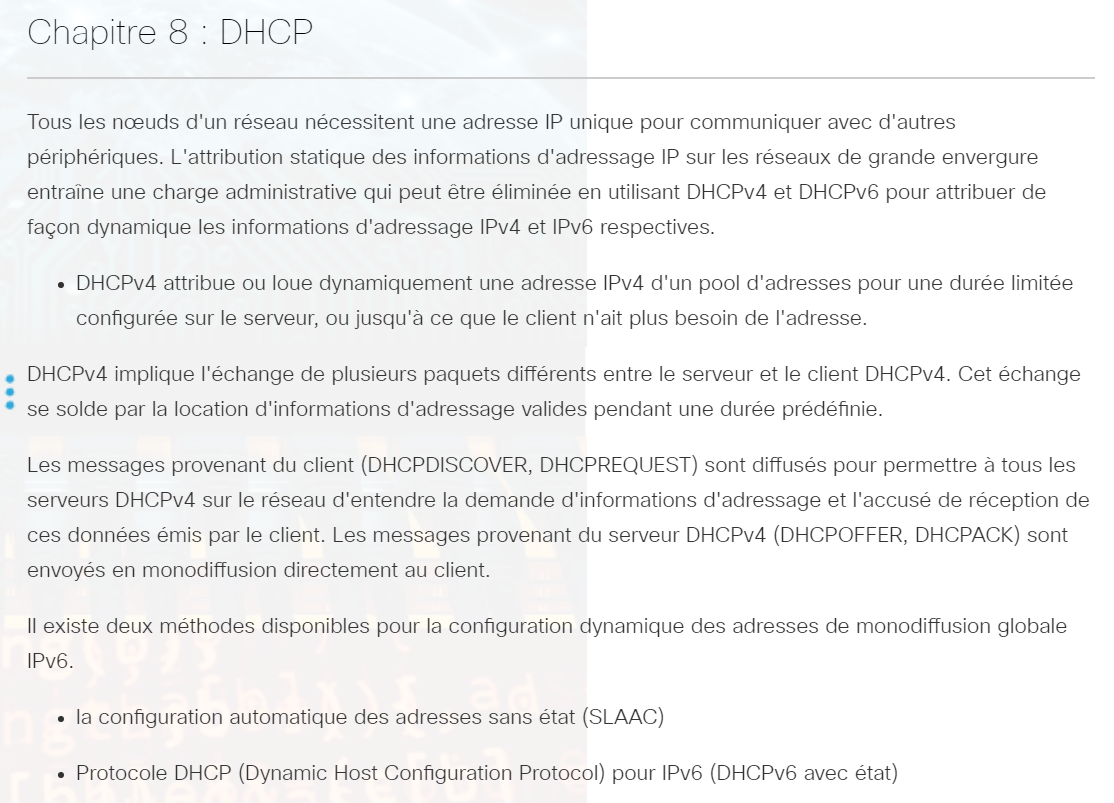 Chapitre 8 : DHCP
Tous les nœuds d'un réseau nécessitent une adresse IP unique pour communiquer avec d'autres
périphériques. L'attribution statique des informations d'adressage IP sur les réseaux de grande envergure
entraîne une charge administrative qui peut être éliminée en utilisant DHCPv4 et DHCPv6 pour attribuer de
façon dynamique les informations d'adressage IPv4 et IPv6 respectives.
• DHCPv4 attribue ou loue dynamiquement une adresse IPv4 d'un pool d'adresses pour une durée limitée
configurée sur le serveur, ou jusqu'à ce que le client n'ait plus besoin de l'adresse.
DHCPv4 implique l'échange de plusieurs paquets différents entre le serveur et le client DHCPv4. Cet échange
se solde par la location d'informations d'adressage valides pendant une durée prédéfinie.
Les messages provenant du client (DHCPDISCOVER, DHCPREQUEST) sont diffusés pour permettre à tous les
serveurs DHCPv4 sur le réseau d'entendre la demande d'informations d'adressage et l'accusé de réception de
ces données émis par le client. Les messages provenant du serveur DHCPv4 (DHCPOFFER, DHCPACK) sont
envoyés en monodiffusion directement au client.
Il existe deux méthodes disponibles pour la configuration dynamique des adresses de monodiffusion globale
IPv6.
• la configuration automatique des adresses sans état (SLAAC)
• Protocole DHCP (Dynamic Host Configuration Protocol) pour IPv6 (DHCPv6 avec état)